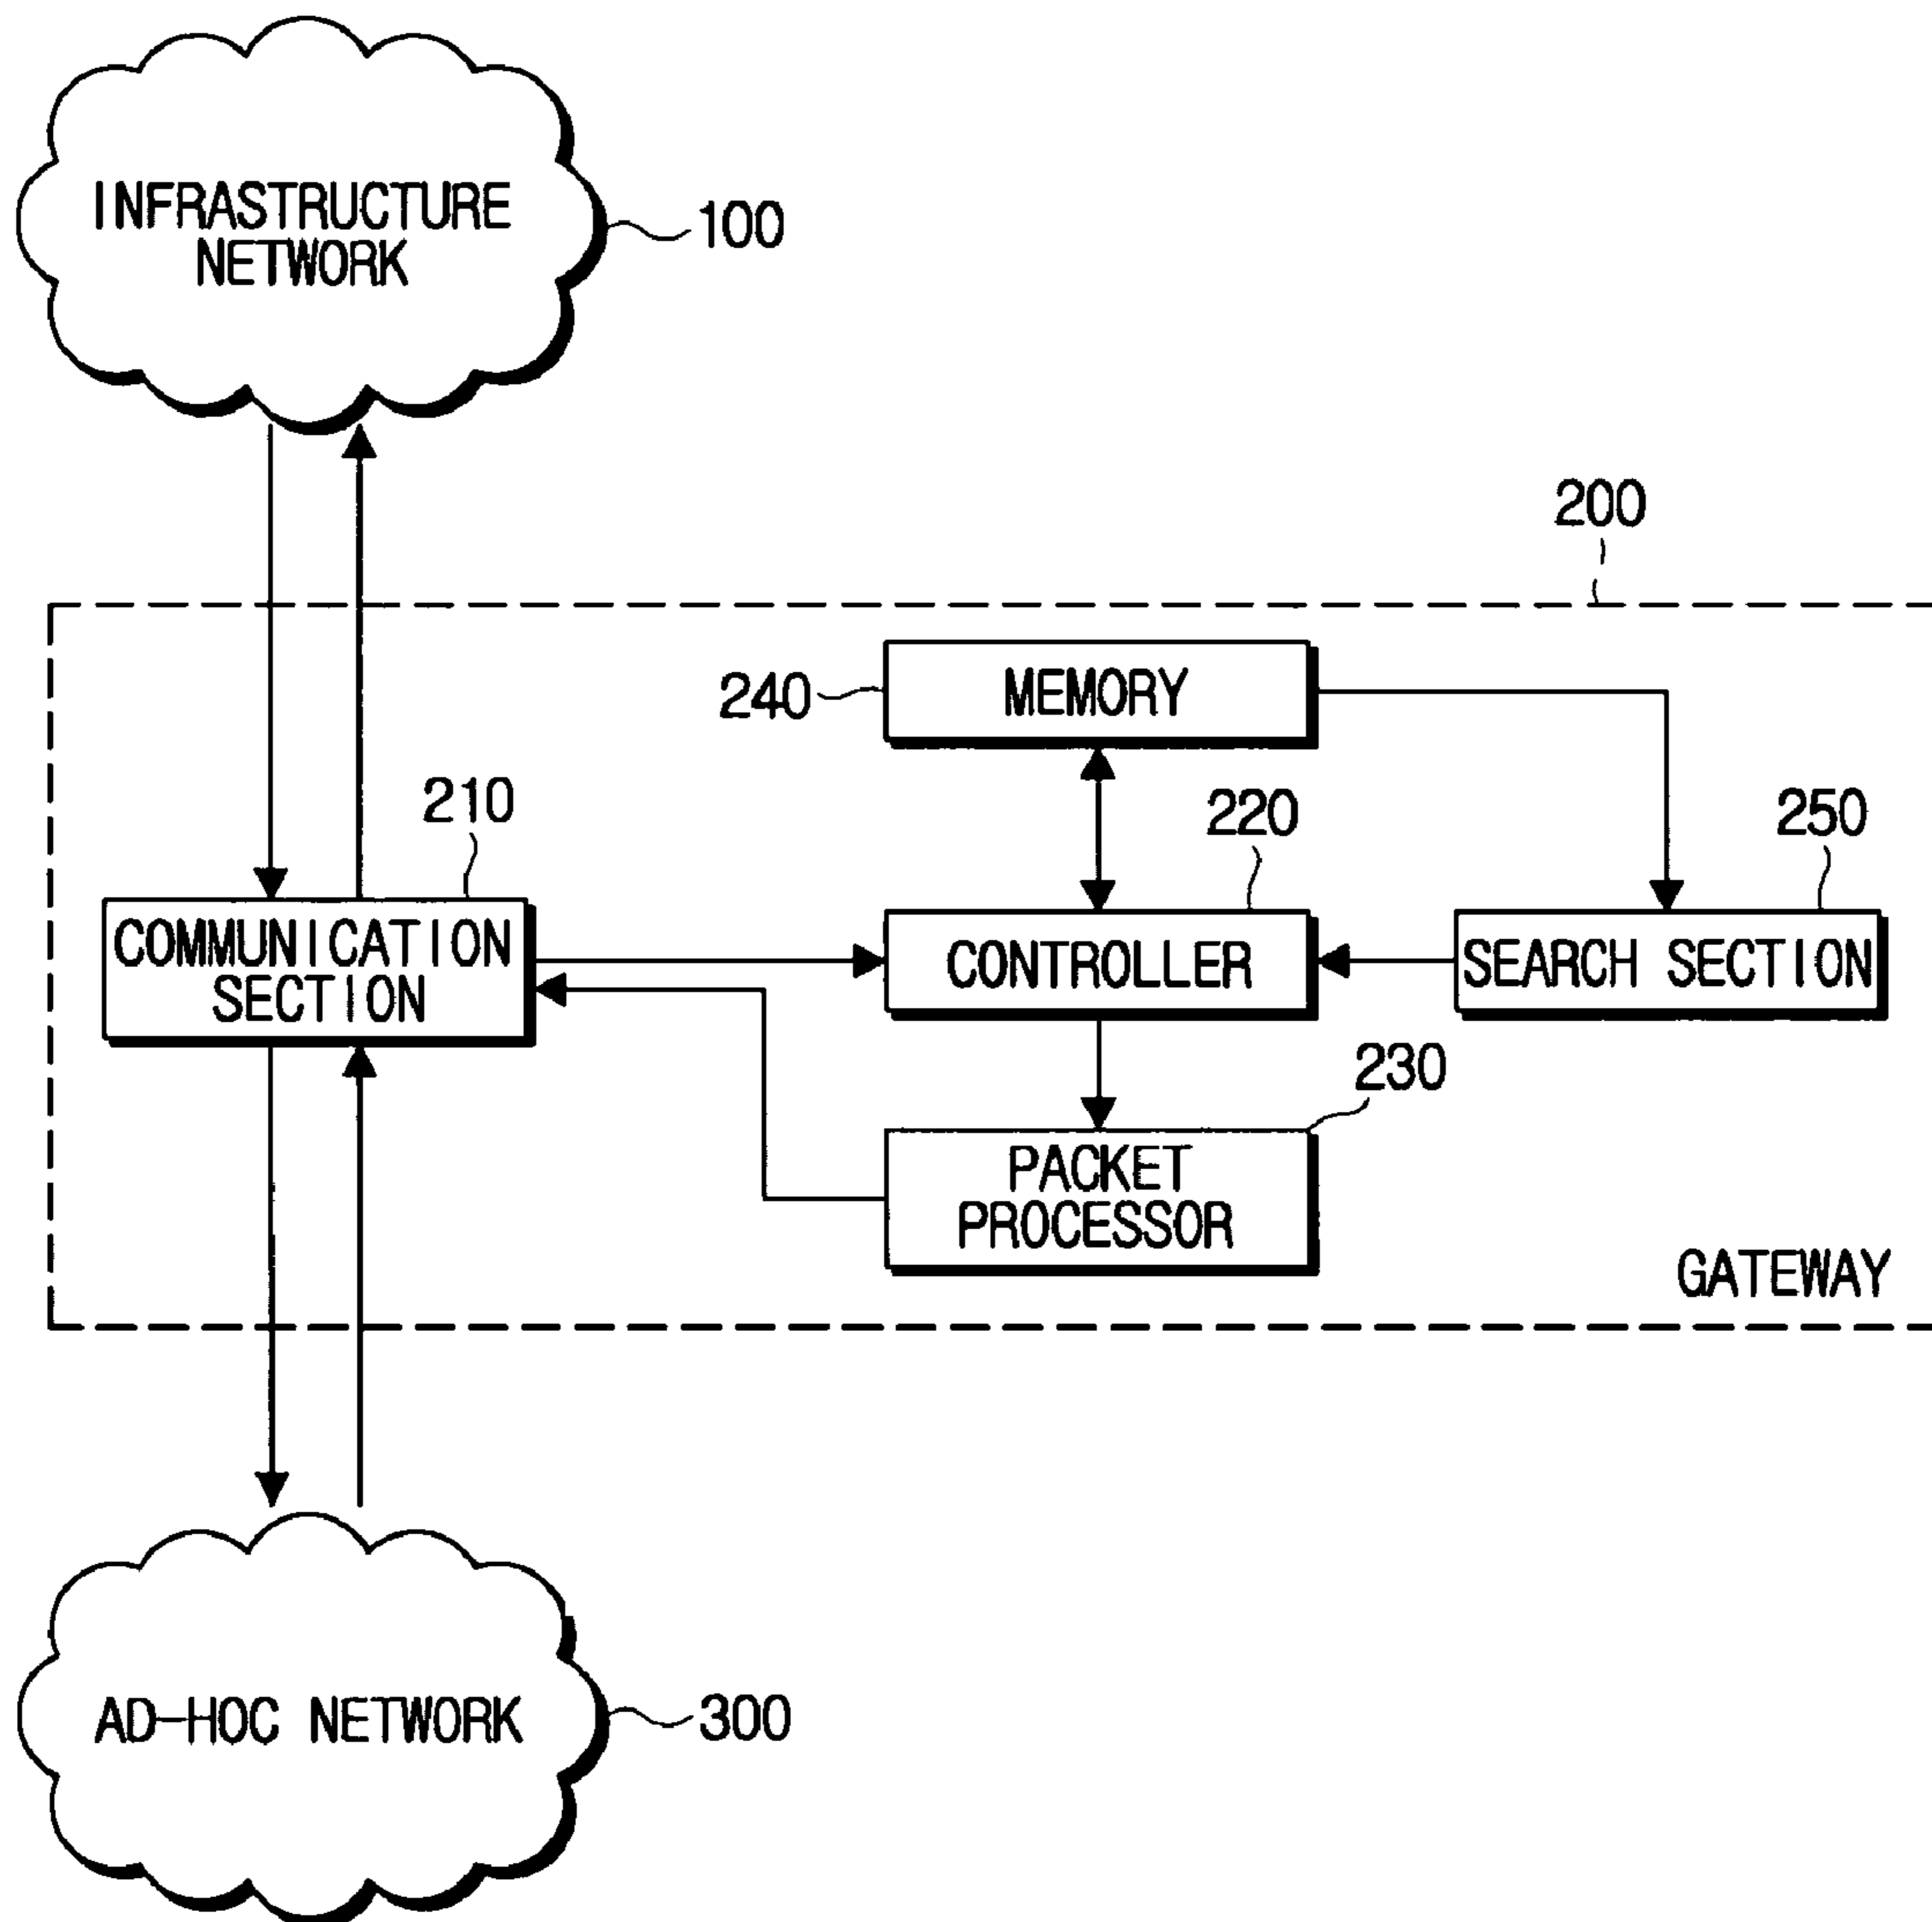 INFRASTRUCTURE
NETWORK
100
200
240
MEMORY
210
220
250
COMMUNICATION
SECTION
CONTROLLER
SEARCH SECTION
230
PACKET
PROCESSOR
GATEWAY
AD-HOC NETWORK
300